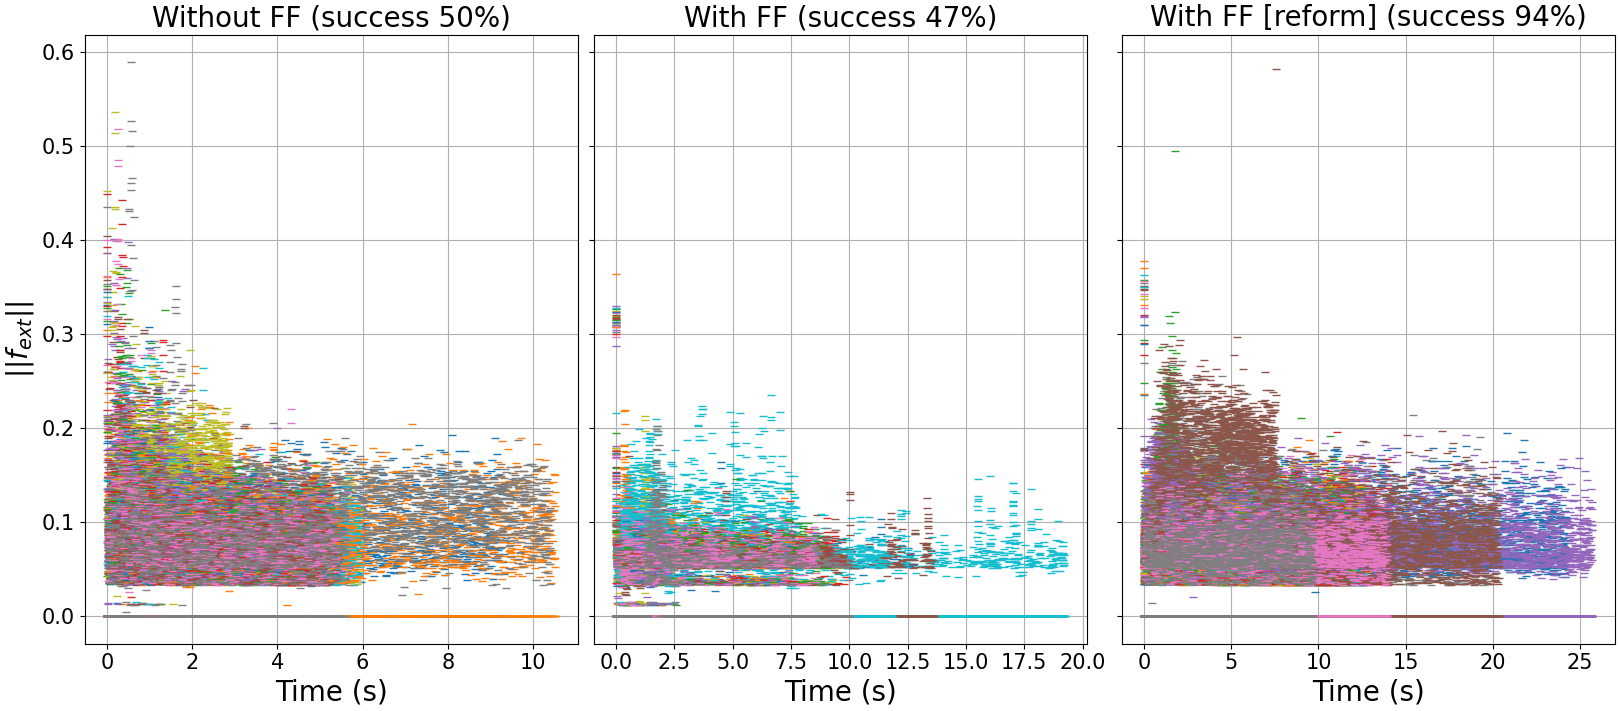 Without FF (success 50%)
With FF (success 47%)
With FF [reform] (success 94%)
||f_ext||
0.6
0.5
0.4
0.3
0.2
0.1
0.0
0 2 4 6 8 10
0.0 2.5 5.0 7.5 10.0 12.5 15.0 17.5 20.0
0 5 10 15 20 25
Time (s)
Time (s)
Time (s)